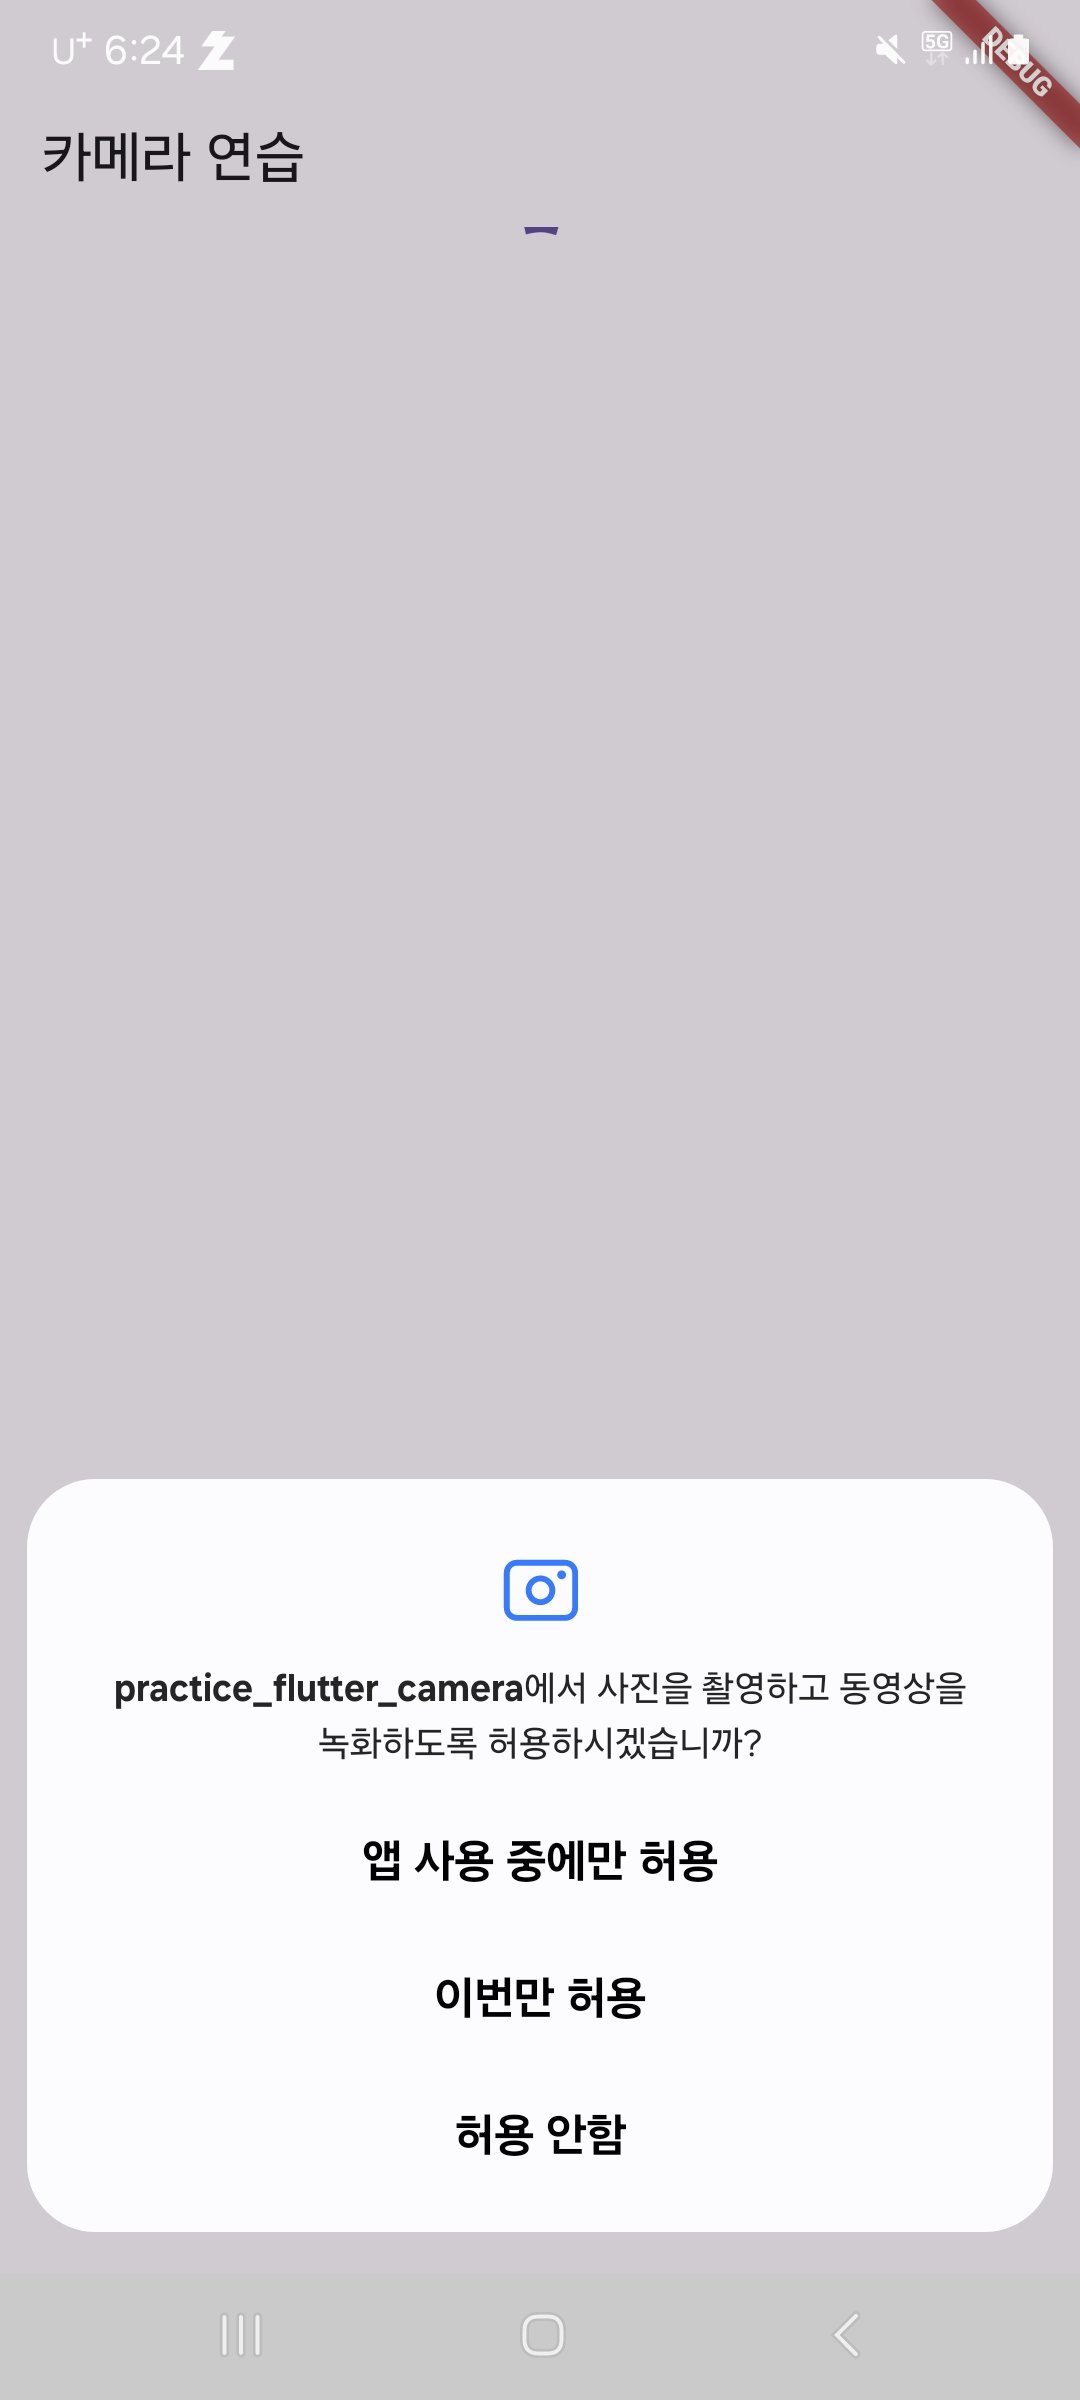 U+ 6:24
5G
DEBUG
카메라 연습
practice_flutter_camera에서 사진을 촬영하고 동영상을
녹화하도록 허용하시겠습니까?
앱 사용 중에만 허용
이번만 허용
허용 안함